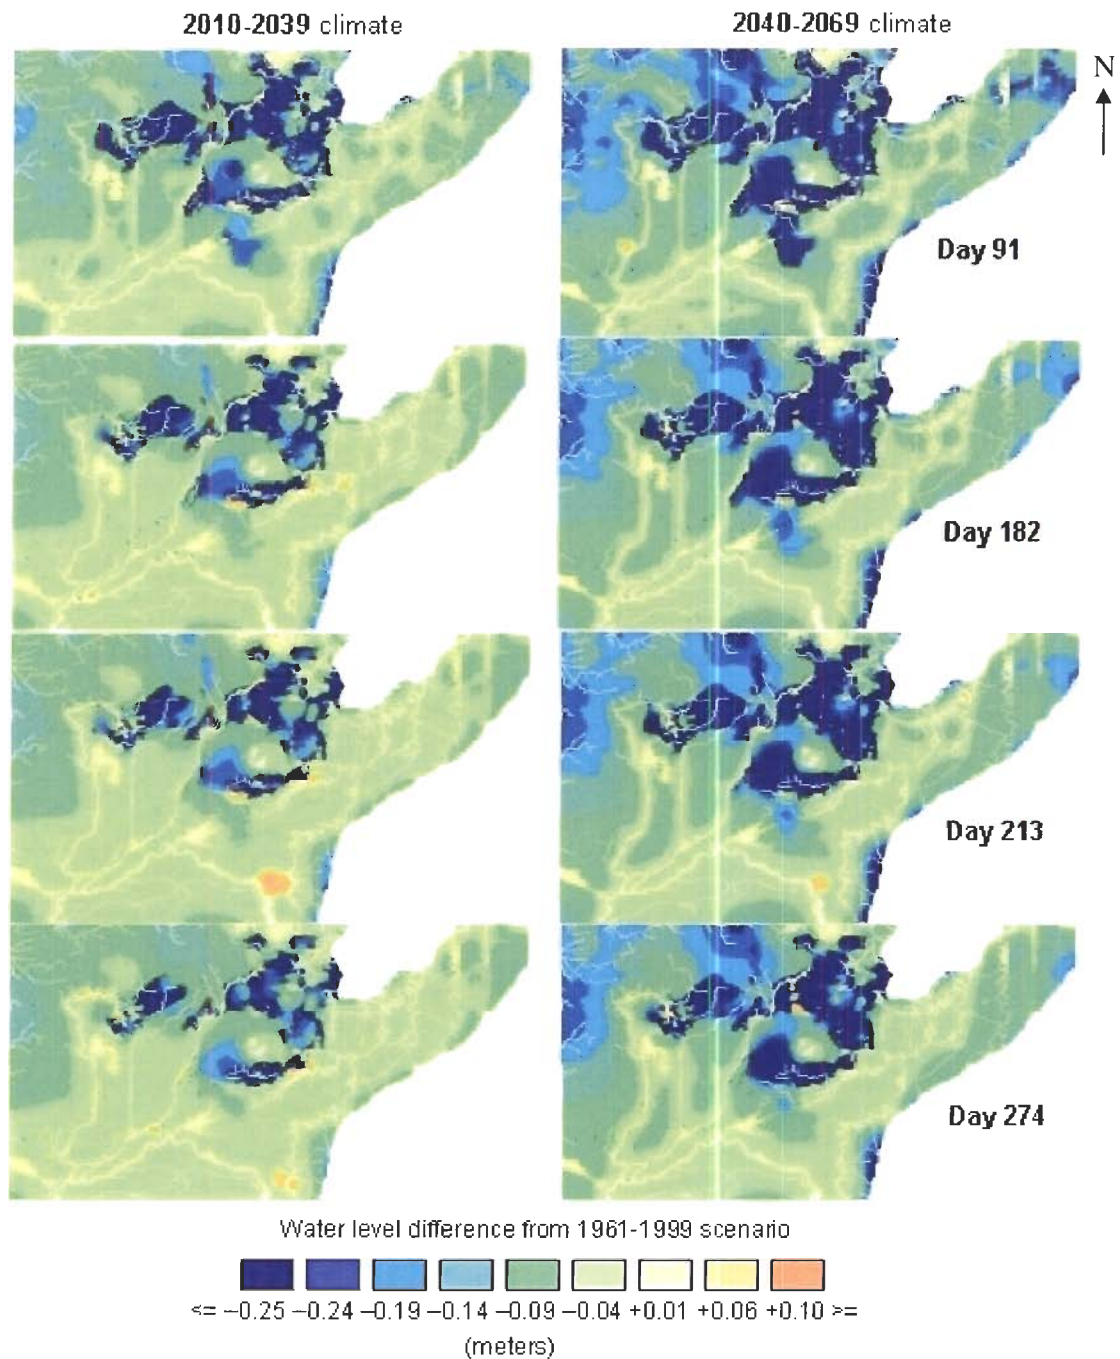 2010-2039 climate 2040-2069 climate
N
Day 91
Day 182
Day 213
Day 274
Water level difference from 1961-1999 scenario
<= −0.25 −0.24 −0.19 −0.14 −0.09 −0.04 +0.01 +0.06 +0.10 >=
(meters)